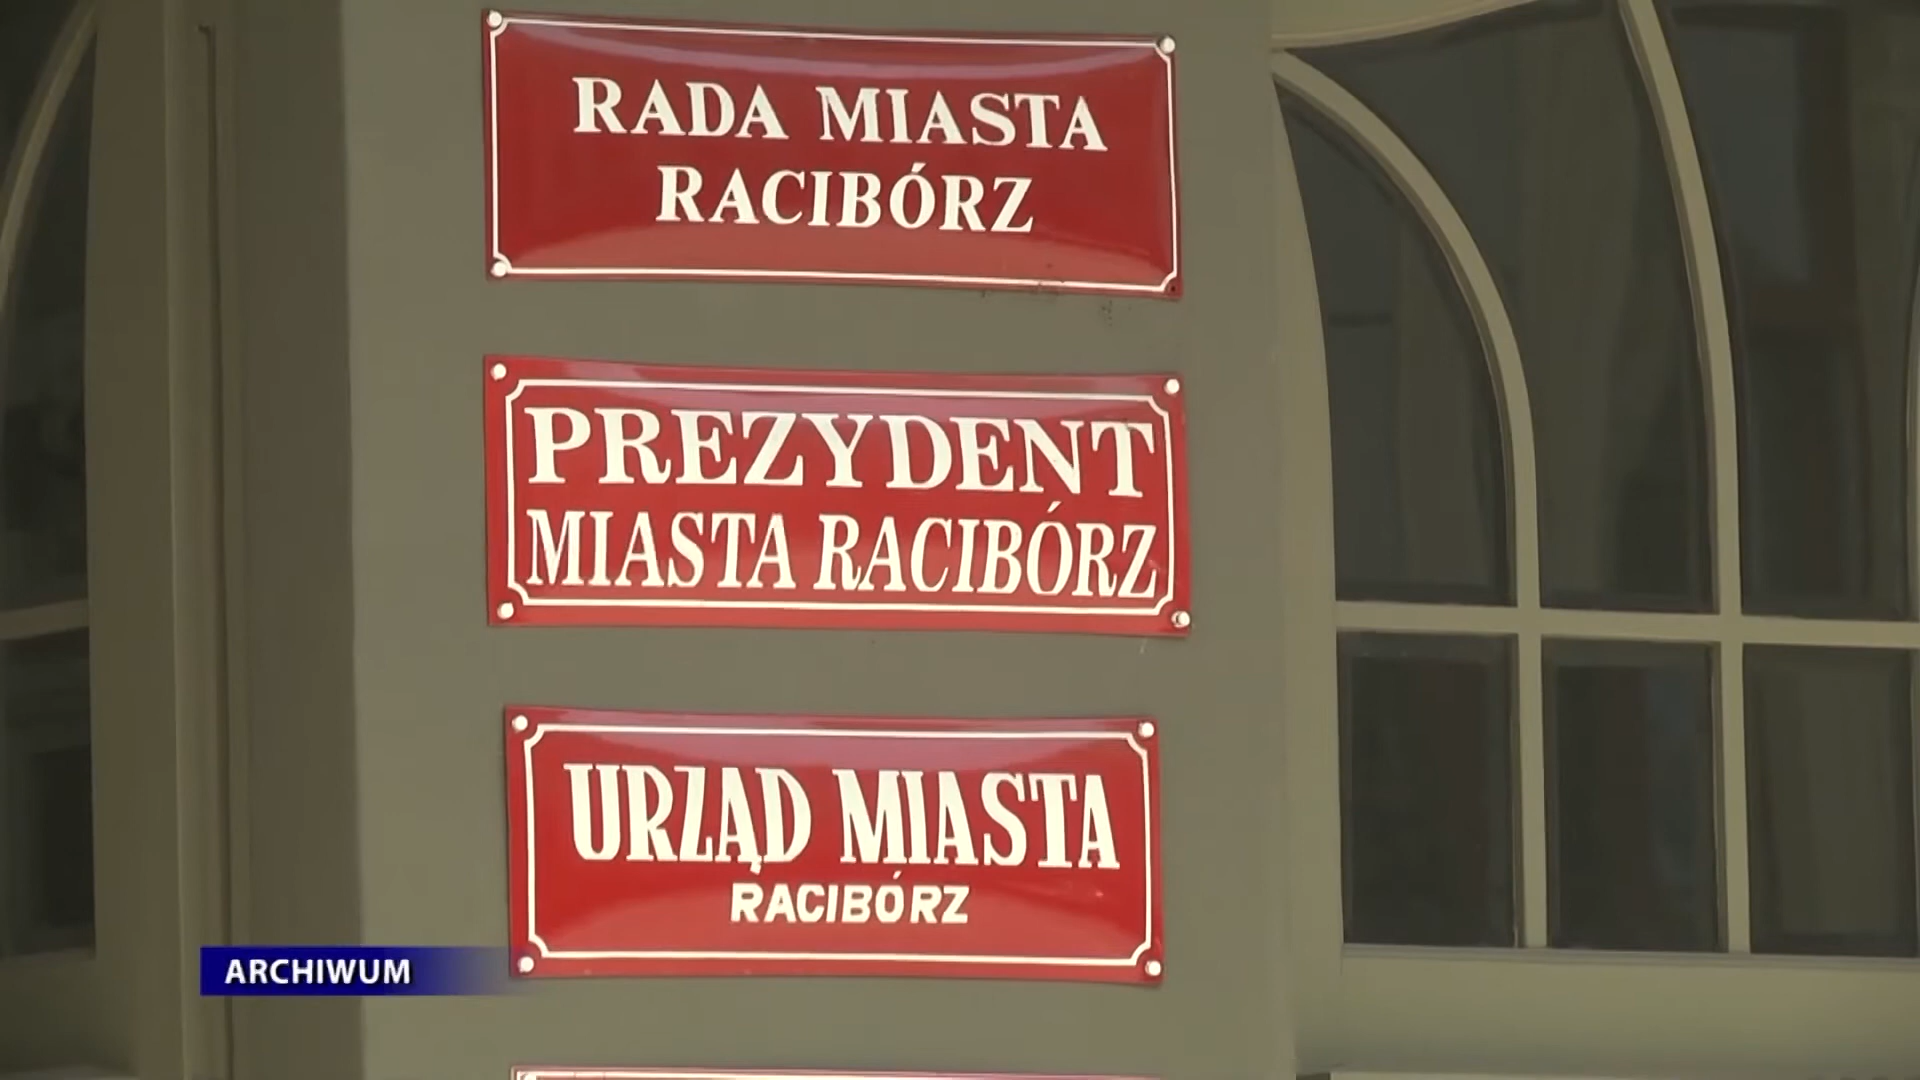 RADA MIASTA
RACIBÓRZ
PREZYDENT
MIASTA RACIBÓRZ
URZĄD MIASTA
RACIBÓRZ
ARCHIWUM